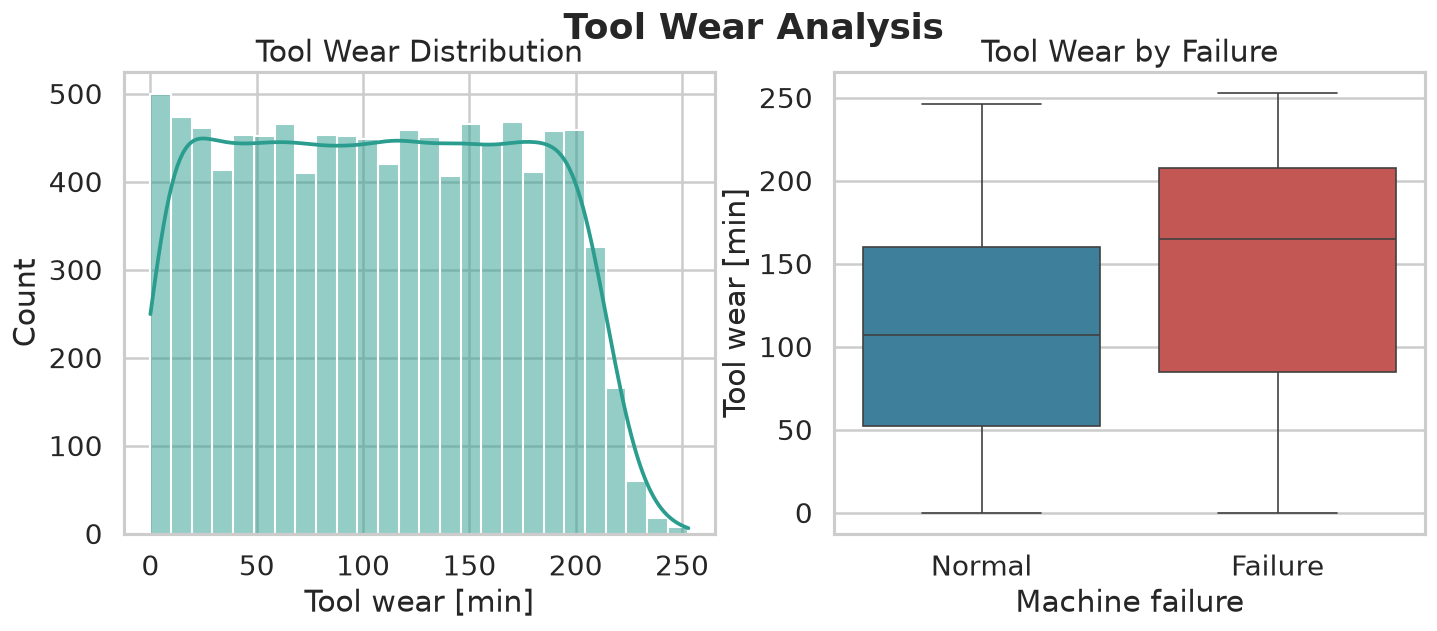 Tool Wear Analysis
Tool Wear Distribution
500
400
300
200
100
0
Count
0 50 100 150 200 250
Tool wear [min]
Tool Wear by Failure
250
200
150
100
50
0
Tool wear [min]
Normal Failure
Machine failure